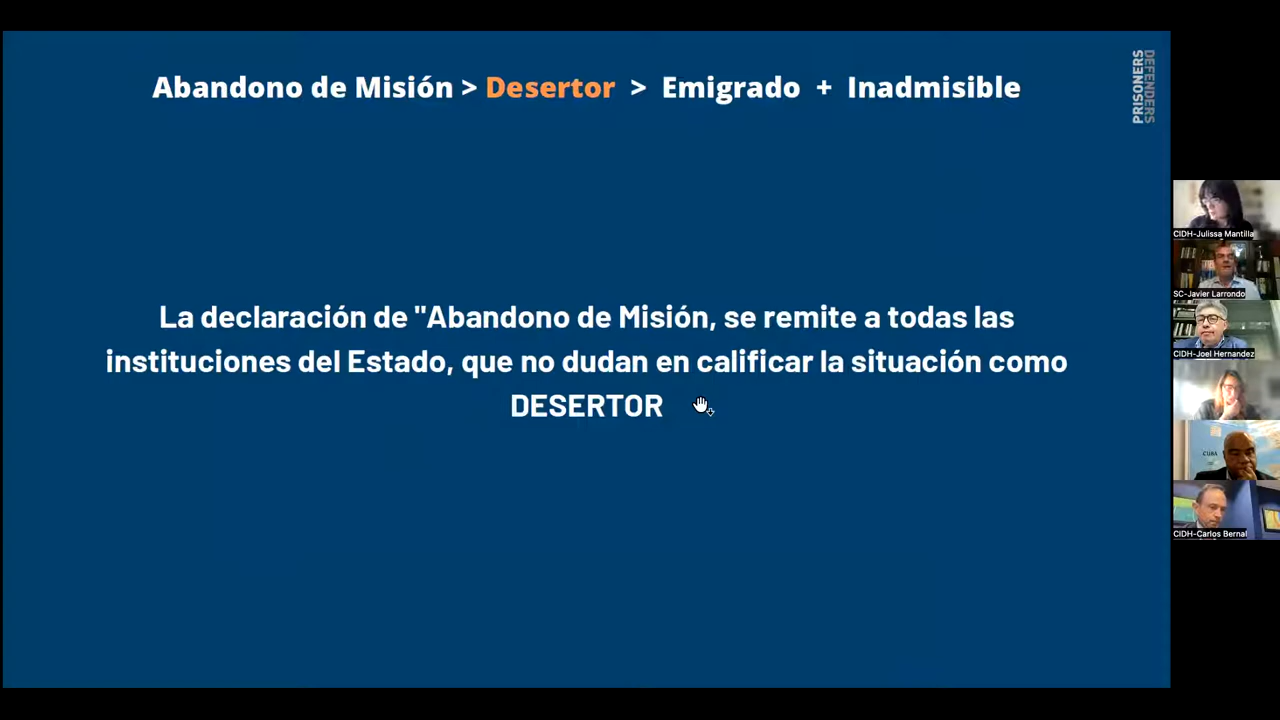 Abandono de Misión > Desertor > Emigrado + Inadmisible
PRISONERS
DEFENDERS
La declaración de "Abandono de Misión, se remite a todas las
instituciones del Estado, que no dudan en calificar la situación como
DESERTOR
CIDH-Julissa Mantilla
SC-Javier Larrondo
CIDH-Joel Hernandez
CUBA
CIDH-Carlos Bernal